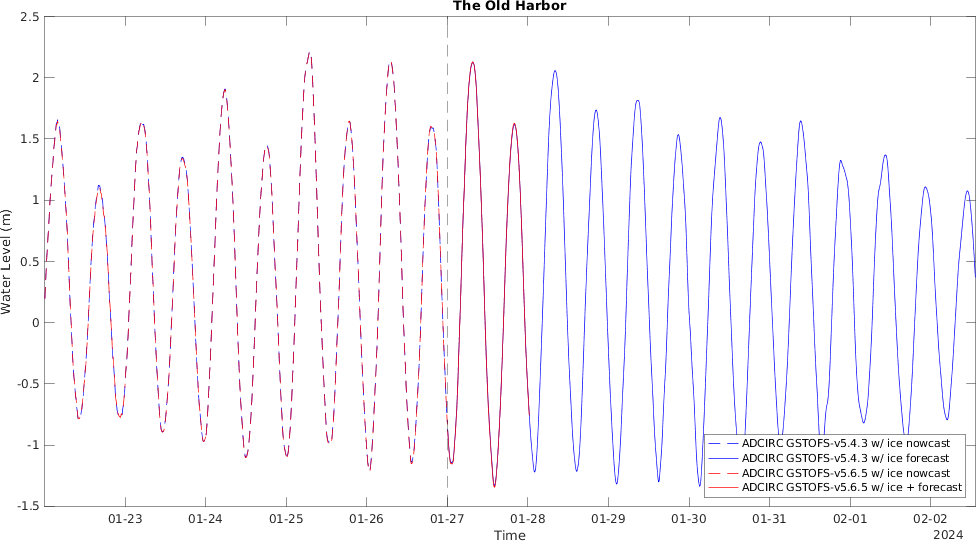 The Old Harbor
2.5
2
1.5
1
0.5
0
-0.5
-1
-1.5
Water Level (m)
ADCIRC GSTOFS-v5.4.3 w/ ice nowcast
ADCIRC GSTOFS-v5.4.3 w/ ice forecast
ADCIRC GSTOFS-v5.6.5 w/ ice nowcast
ADCIRC GSTOFS-v5.6.5 w/ ice + forecast
01-23 01-24 01-25 01-26 01-27 01-28 01-29 01-30 01-31 02-01 02-02
Time
2024